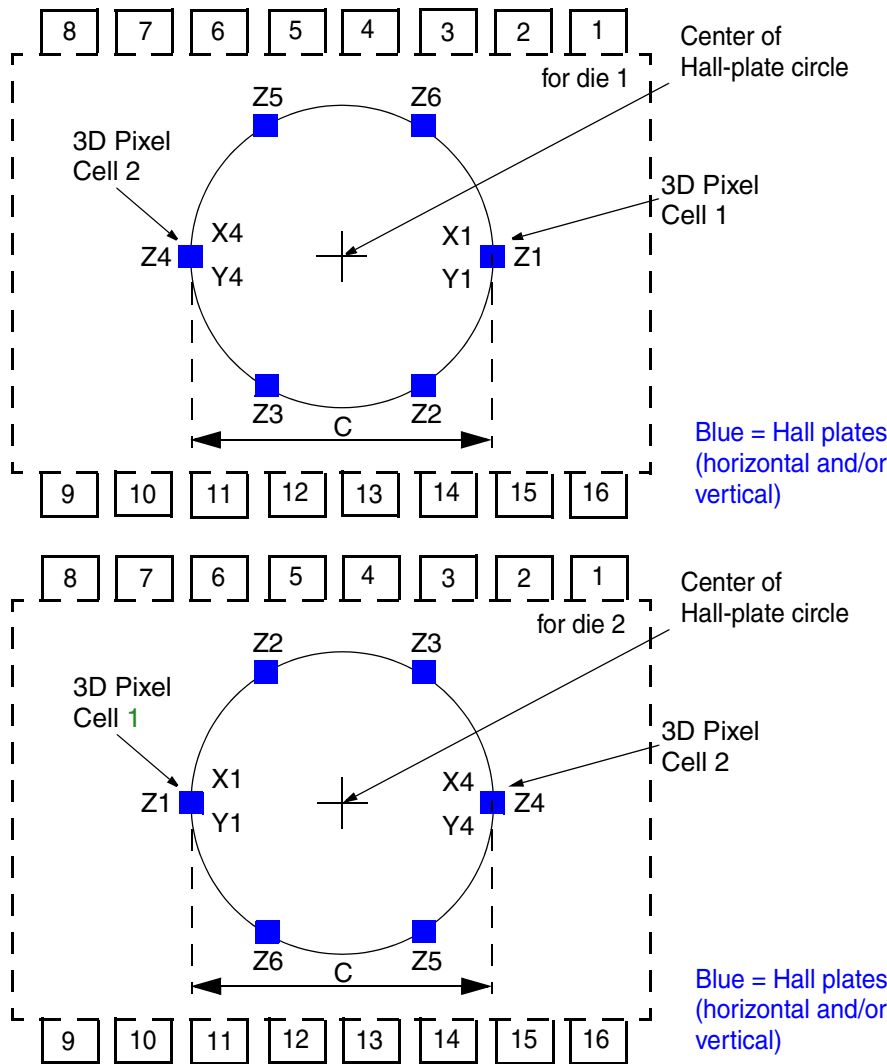 8 7 6 5 4 3 2 1
Center of
Hall-plate circle
for die 1
Z5 Z6
3D Pixel
Cell 2
3D Pixel
Cell 1
X4 X1
Z4 Z1
Y4 Y1
Z3 Z2
C
Blue = Hall plates
(horizontal and/or
vertical)
9 10 11 12 13 14 15 16
8 7 6 5 4 3 2 1
Center of
Hall-plate circle
for die 2
Z2 Z3
3D Pixel
Cell 1
3D Pixel
Cell 2
X1 X4
Z1 Z4
Y1 Y4
Z6 Z5
C
Blue = Hall plates
(horizontal and/or
vertical)
9 10 11 12 13 14 15 16